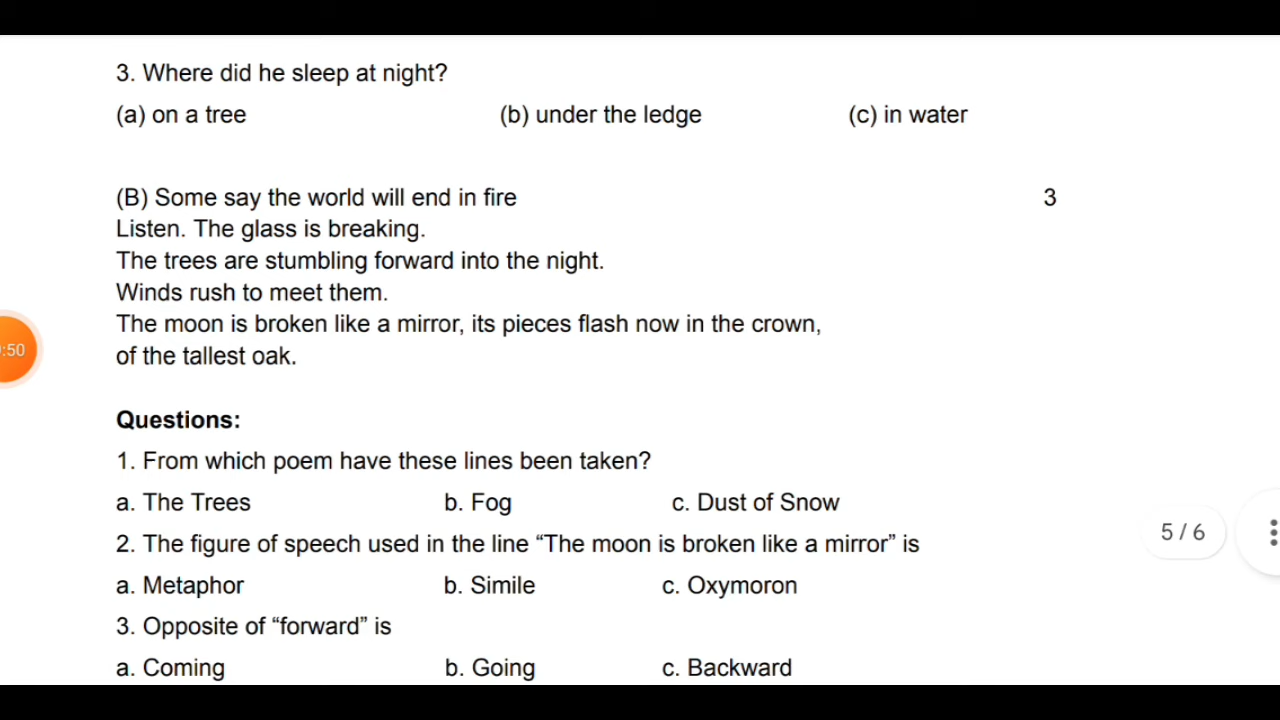 3. Where did he sleep at night?
(a) on a tree (b) under the ledge (c) in water
(B) Some say the world will end in fire 3
Listen. The glass is breaking.
The trees are stumbling forward into the night.
Winds rush to meet them.
The moon is broken like a mirror, its pieces flash now in the crown,
of the tallest oak.
:50
Questions:
1. From which poem have these lines been taken?
a. The Trees b. Fog c. Dust of Snow
5 / 6
2. The figure of speech used in the line “The moon is broken like a mirror” is
a. Metaphor b. Simile c. Oxymoron
3. Opposite of “forward” is
a. Coming b. Going c. Backward